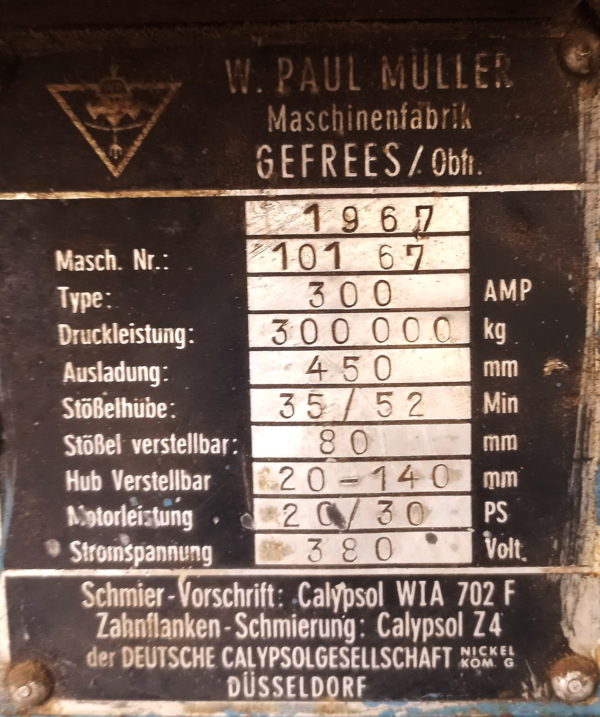 W. PAUL MÜLLER
Maschinenfabrik
GEFREES/Obfr.
1967
Masch. Nr.: 101 67
Type: 300 AMP
Druckleistung: 300 000 kg
Ausladung: 450 mm
Stößelhübe: 35/52 Min
Stößel verstellbar: 80 mm
Hub Verstellbar 20-140 mm
Motorleistung 20/30 PS
Stromspannung 380 Volt.
Schmier-Vorschrift: Calypsol WIA 702 F
Zahnflanken-Schmierung: Calypsol Z4
der DEUTSCHE CALYPSOLGESELLSCHAFT NICKEL KOM. G
DÜSSELDORF